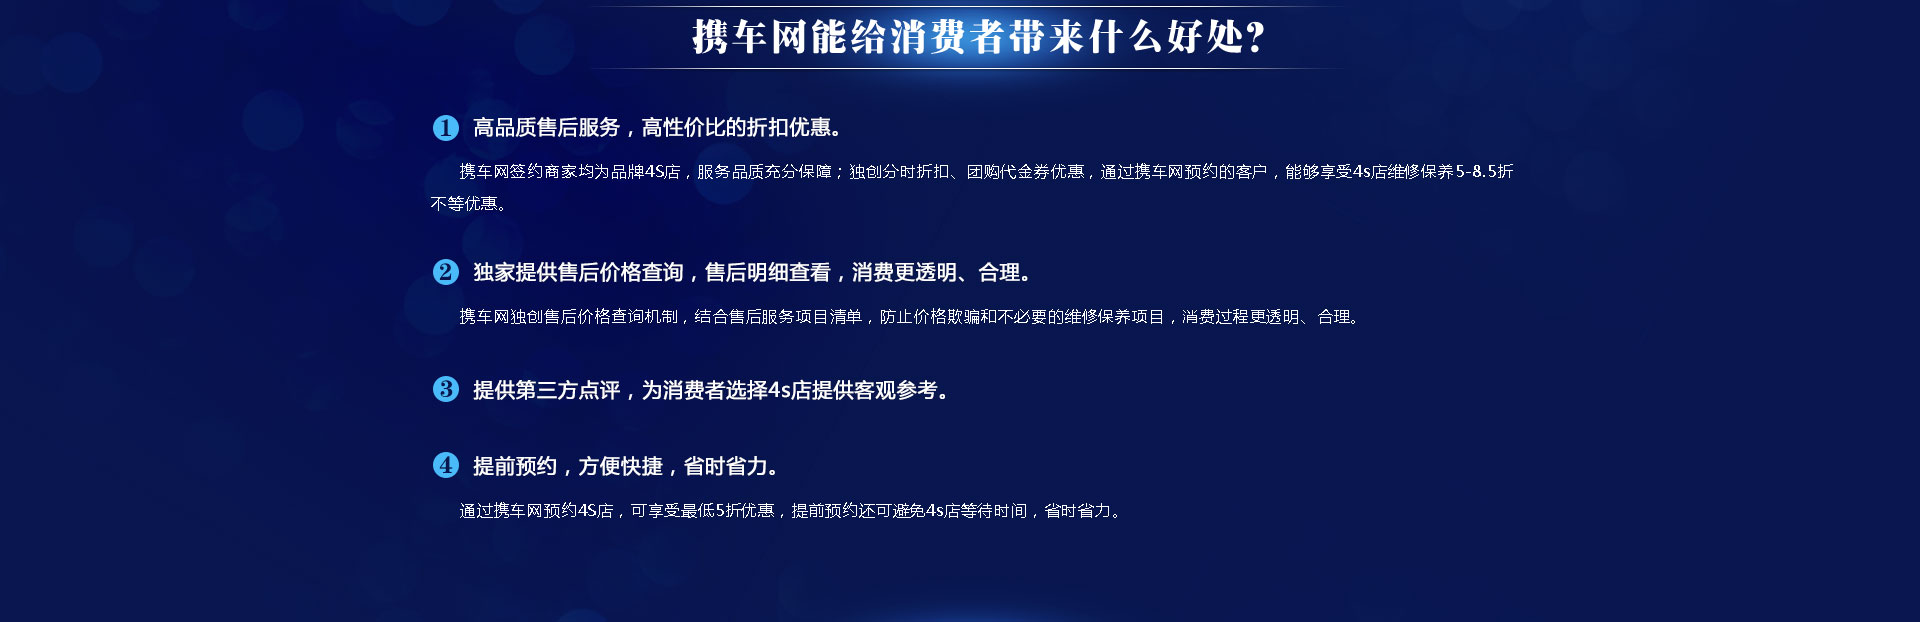 携车网能给消费者带来什么好处?
1 高品质售后服务，高性价比的折扣优惠。
携车网签约商家均为品牌4S店，服务品质充分保障；独创分时折扣、团购代金券优惠，通过携车网预约的客户，能够享受4s店维修保养5-8.5折
不等优惠。
2 独家提供售后价格查询，售后明细查看，消费更透明、合理。
携车网独创售后价格查询机制，结合售后服务项目清单，防止价格欺骗和不必要的维修保养项目，消费过程更透明、合理。
3 提供第三方点评，为消费者选择4s店提供客观参考。
4 提前预约，方便快捷，省时省力。
通过携车网预约4S店，可享受最低5折优惠，提前预约还可避免4s店等待时间，省时省力。